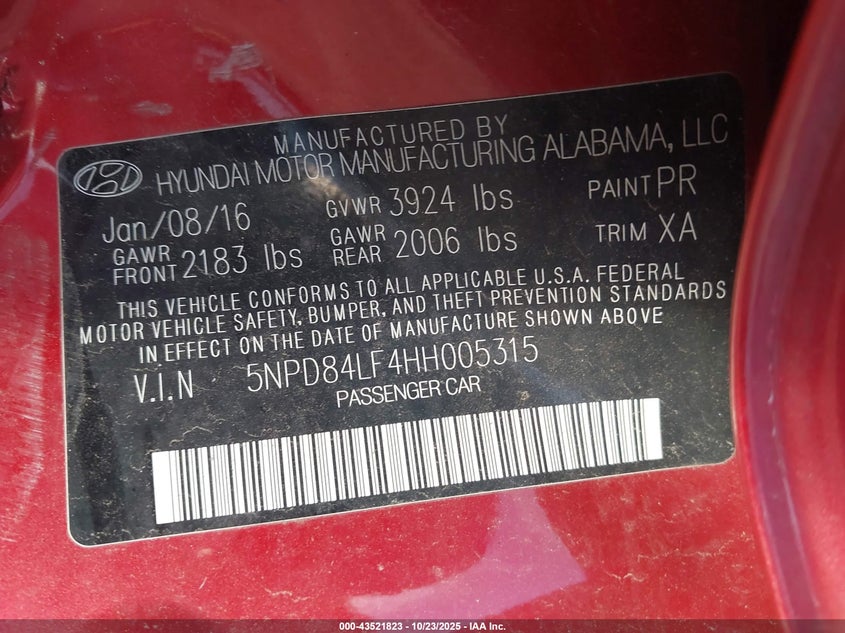 MANUFACTURED BY
HYUNDAI MOTOR MANUFACTURING ALABAMA, LLC
Jan/08/16 GVWR 3924 lbs PAINT PR
GAWR FRONT 2183 lbs GAWR REAR 2006 lbs TRIM XA
THIS VEHICLE CONFORMS TO ALL APPLICABLE U.S.A. FEDERAL
MOTOR VEHICLE SAFETY, BUMPER, AND THEFT PREVENTION STANDARDS
IN EFFECT ON THE DATE OF MANUFACTURE SHOWN ABOVE
V.I.N 5NPD84LF4HH005315
PASSENGER CAR
000-43521823 - 10/23/2025 - IAA Inc.